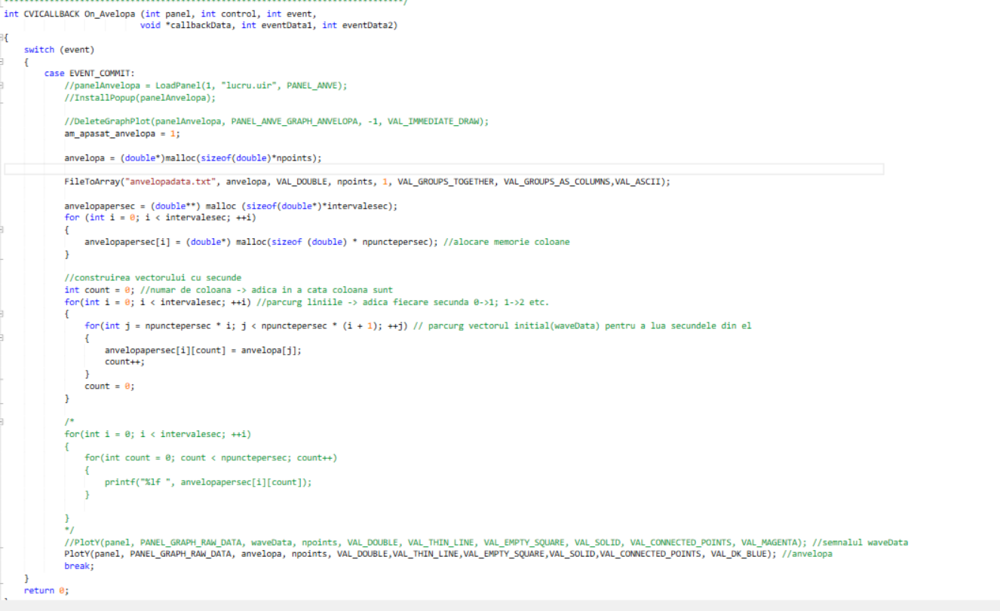 ******************************************************************************/
int CVICALLBACK On_Avelopa (int panel, int control, int event,
void *callbackData, int eventData1, int eventData2)
{
switch (event)
{
case EVENT_COMMIT:
//panelAnvelopa = LoadPanel(1, "lucru.uir", PANEL_ANVE);
//InstallPopup(panelAnvelopa);
//DeleteGraphPlot(panelAnvelopa, PANEL_ANVE_GRAPH_ANVELOPA, -1, VAL_IMMEDIATE_DRAW);
am_apasat_anvelopa = 1;
anvelopa = (double*)malloc(sizeof(double)*npoints);
FileToArray("anvelopadata.txt", anvelopa, VAL_DOUBLE, npoints, 1, VAL_GROUPS_TOGETHER, VAL_GROUPS_AS_COLUMNS,VAL_ASCII);
anvelopapersec = (double**) malloc (sizeof(double*)*intervalesec);
for (int i = 0; i < intervalesec; ++i)
{
anvelopapersec[i] = (double*) malloc(sizeof (double) * npunctepersec); //alocare memorie coloane
}
//construirea vectorului cu secunde
int count = 0; //numar de coloana -> adica in a cata coloana sunt
for(int i = 0; i < intervalesec; ++i) //parcurg liniile -> adica fiecare secunda 0->1; 1->2 etc.
{
for(int j = npunctepersec * i; j < npunctepersec * (i + 1); ++j) // parcurg vectorul initial(waveData) pentru a lua secundele din el
{
anvelopapersec[i][count] = anvelopa[j];
count++;
}
count = 0;
}
/*
for(int i = 0; i < intervalesec; ++i)
{
for(int count = 0; count < npunctepersec; count++)
{
printf("%lf ", anvelopapersec[i][count]);
}
}
*/
//PlotY(panel, PANEL_GRAPH_RAW_DATA, waveData, npoints, VAL_DOUBLE, VAL_THIN_LINE, VAL_EMPTY_SQUARE, VAL_SOLID, VAL_CONNECTED_POINTS, VAL_MAGENTA); //semnalul waveData
PlotY(panel, PANEL_GRAPH_RAW_DATA, anvelopa, npoints, VAL_DOUBLE,VAL_THIN_LINE,VAL_EMPTY_SQUARE,VAL_SOLID,VAL_CONNECTED_POINTS, VAL_DK_BLUE); //anvelopa
break;
}
return 0;